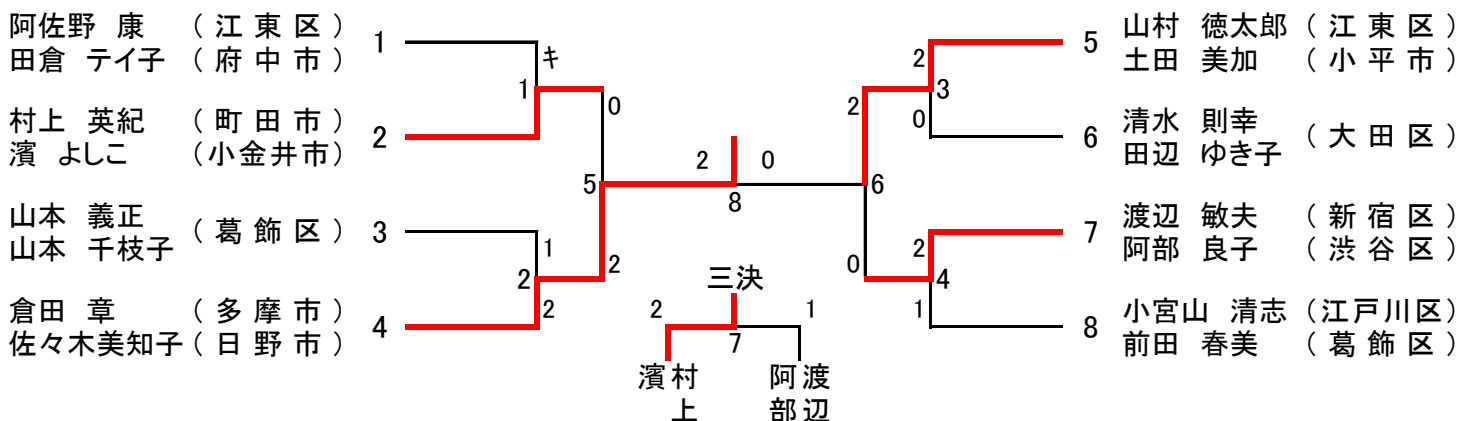 阿佐野 康 ( 江 東 区 )
田倉 テイ子 ( 府 中 市 )
1
キ
1
0
村上 英紀 ( 町 田 市 )
濱 よしこ (小金井市)
2
5
山本 義正
山本 千枝子
( 葛 飾 区 )
3
1
2
2
倉田 章 ( 多 摩 市 )
佐々木美知子 ( 日 野 市 )
4
2
2 0
8
三決
2 1
7
濱 村上
阿部 渡辺
5
山村 徳太郎 ( 江 東 区 )
土田 美加 ( 小 平 市 )
2
3
2
0
6
清水 則幸
田辺 ゆき子
( 大 田 区 )
6
7
渡辺 敏夫 ( 新 宿 区 )
阿部 良子 ( 渋 谷 区 )
2
0
4
1
8
小宮山 清志 (江戸川区)
前田 春美 ( 葛 飾 区 )